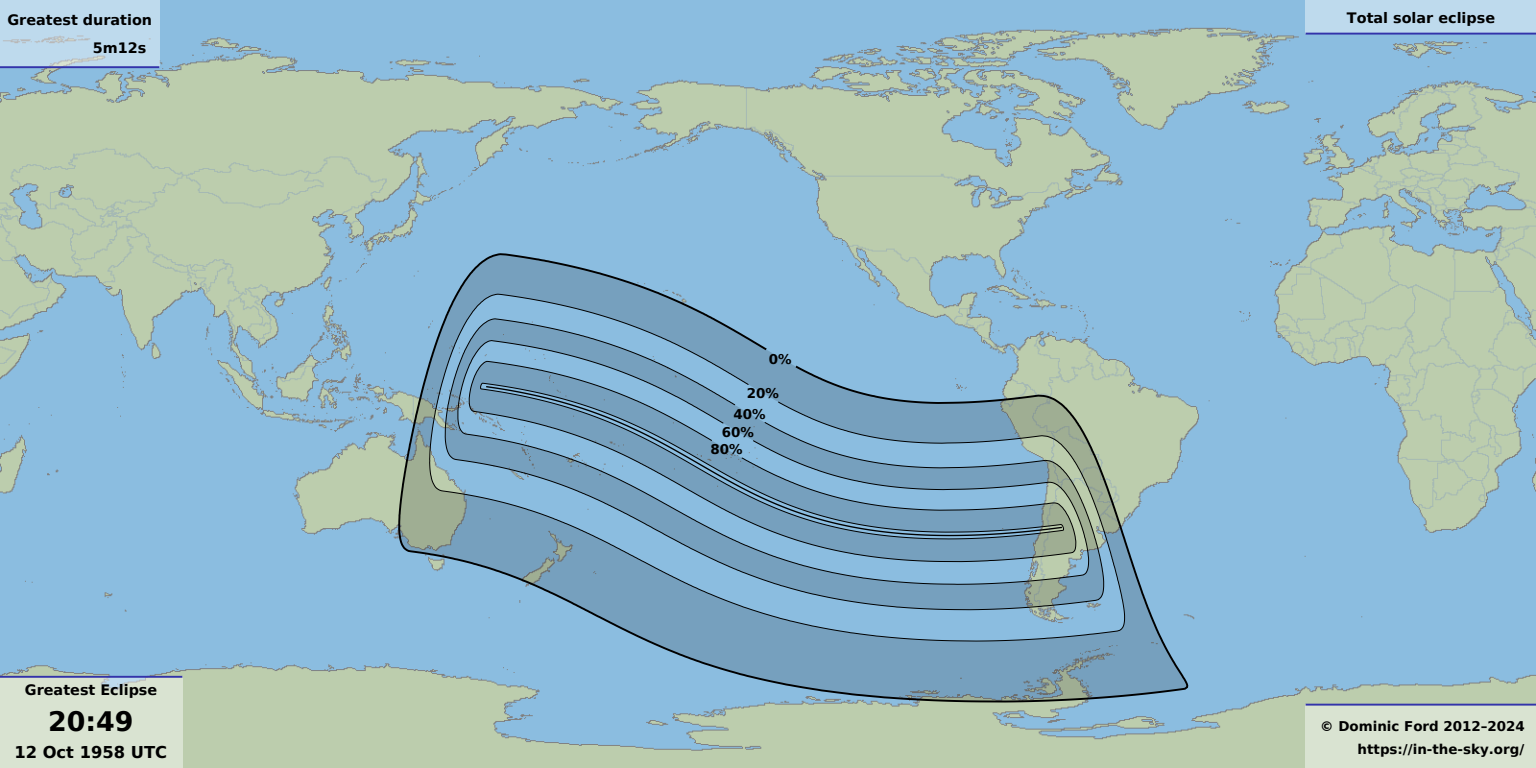 Greatest duration
5m12s
Total solar eclipse
0%
20%
40%
60%
80%
Greatest Eclipse
20:49
12 Oct 1958 UTC
© Dominic Ford 2012–2024
https://in-the-sky.org/